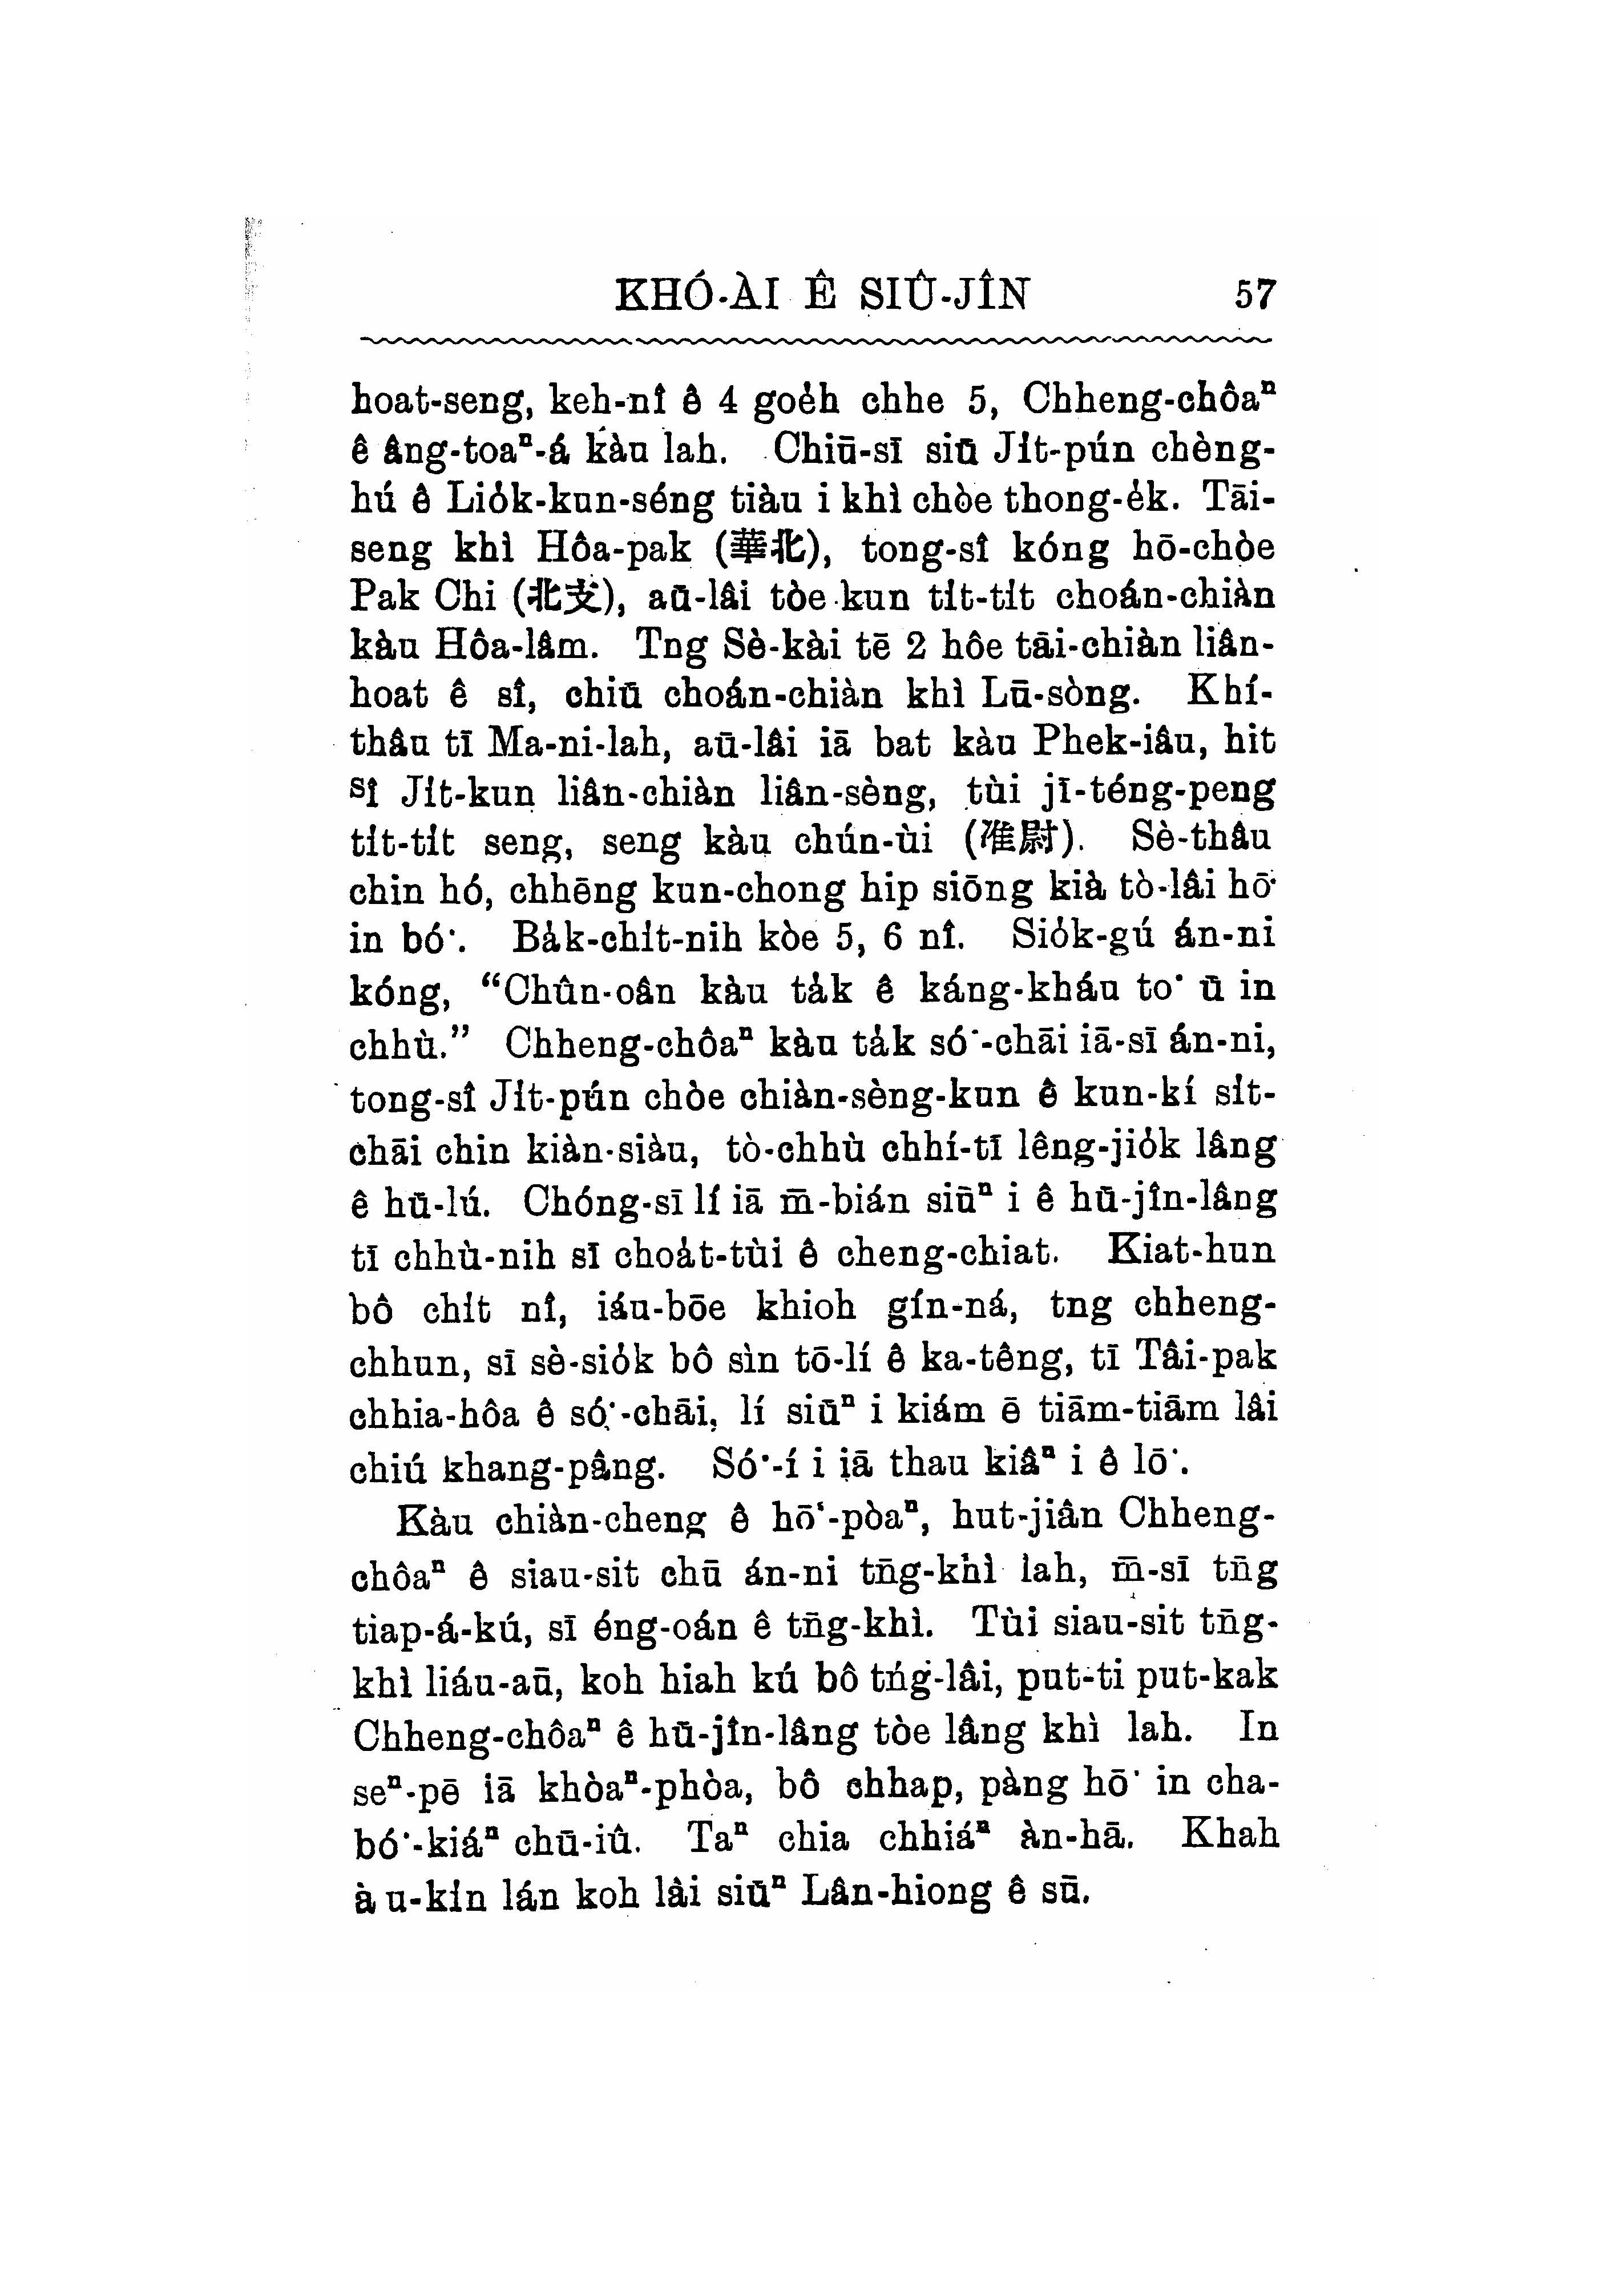 KHÓ-ÀI Ê SIÛ-JÎN 57
hoat-seng, keh-nî ê 4 goe̍h chhe 5, Chheng-chôaⁿ
ê âng-toaⁿ-á kàu lah. Chiū-sī siū Ji̍t-pún chèng-
hú ê Lio̍k-kun-séng tiàu i khì chòe thong-e̍k. Tāi-
seng khì Hôa-pak (華北), tong-sî kóng hō-chòe
Pak Chi (北支), aū-lâi tòe kun ti̍t-ti̍t choán-chiàn
kàu Hôa-lâm. Tng Sè-kài tē 2 hôe tāi-chiàn liân-
hoat ê sî, chiū choán-chiàn khì Lū-sòng. Khí-
thâu tī Ma-ni-lah, aū-lâi iā bat kàu Phek-iâu, hit
sî Ji̍t-kun liân-chiàn liân-sèng, tùi jī-téng-peng
ti̍t-ti̍t seng, seng kàu chún-ùi (准尉). Sè-thâu
chin hó, chhēng kun-chong hip siōng kià tò-lâi hō͘
in bó͘. Ba̍k-chi̍t-nih kòe 5, 6 nî. Sio̍k-gú án-ni
kóng, “Chûn-oân kàu ta̍k ê káng-kháu to͘ ū in
chhù.” Chheng-chôaⁿ kàu ta̍k só͘-chāi iā-sī án-ni,
tong-sî Ji̍t-pún chòe chiàn-sèng-kun ê kun-kí si̍t-
chāi chin kiàn-siàu, tò-chhù chhí-tī lêng-jio̍k lâng
ê hū-lú. Chóng-sī lí iā m̄-bián siūⁿ i ê hū-jîn-lâng
tī chhù-nih sī choa̍t-tùi ê cheng-chiat. Kiat-hun
bô chi̍t nî, iáu-bōe khioh gín-ná, tng chheng-
chhun, sī sè-sio̍k bô sìn tō-lí ê ka-têng, tī Tâi-pak
chhia-hôa ê só͘-chāi, lí siūⁿ i kiám ē tiām-tiām lâi
chiú khang-pâng. Só͘-í i iā thau kiâⁿ i ê lō͘.
Kàu chiàn-cheng ê hō͘-pòaⁿ, hut-jiân Chheng-
chôaⁿ ê siau-sit chū án-ni tn̄g-khì lah, m̄-sī tn̄g
tiap-á-kú, sī éng-oán ê tn̄g-khì. Tùi siau-sit tn̄g-
khì liáu-aū, koh hiah kú bô tńg-lâi, put-ti put-kak
Chheng-chôaⁿ ê hū-jîn-lâng tòe lâng khì lah. In
seⁿ-pē iā khòaⁿ-phòa, bô chhap, pàng hō͘ in cha-
bó͘-kiáⁿ chū-iû. Taⁿ chia chhiáⁿ àn-hā. Khah
àu-ki̍n lán koh lâi siūⁿ Lân-hiong ê sū.